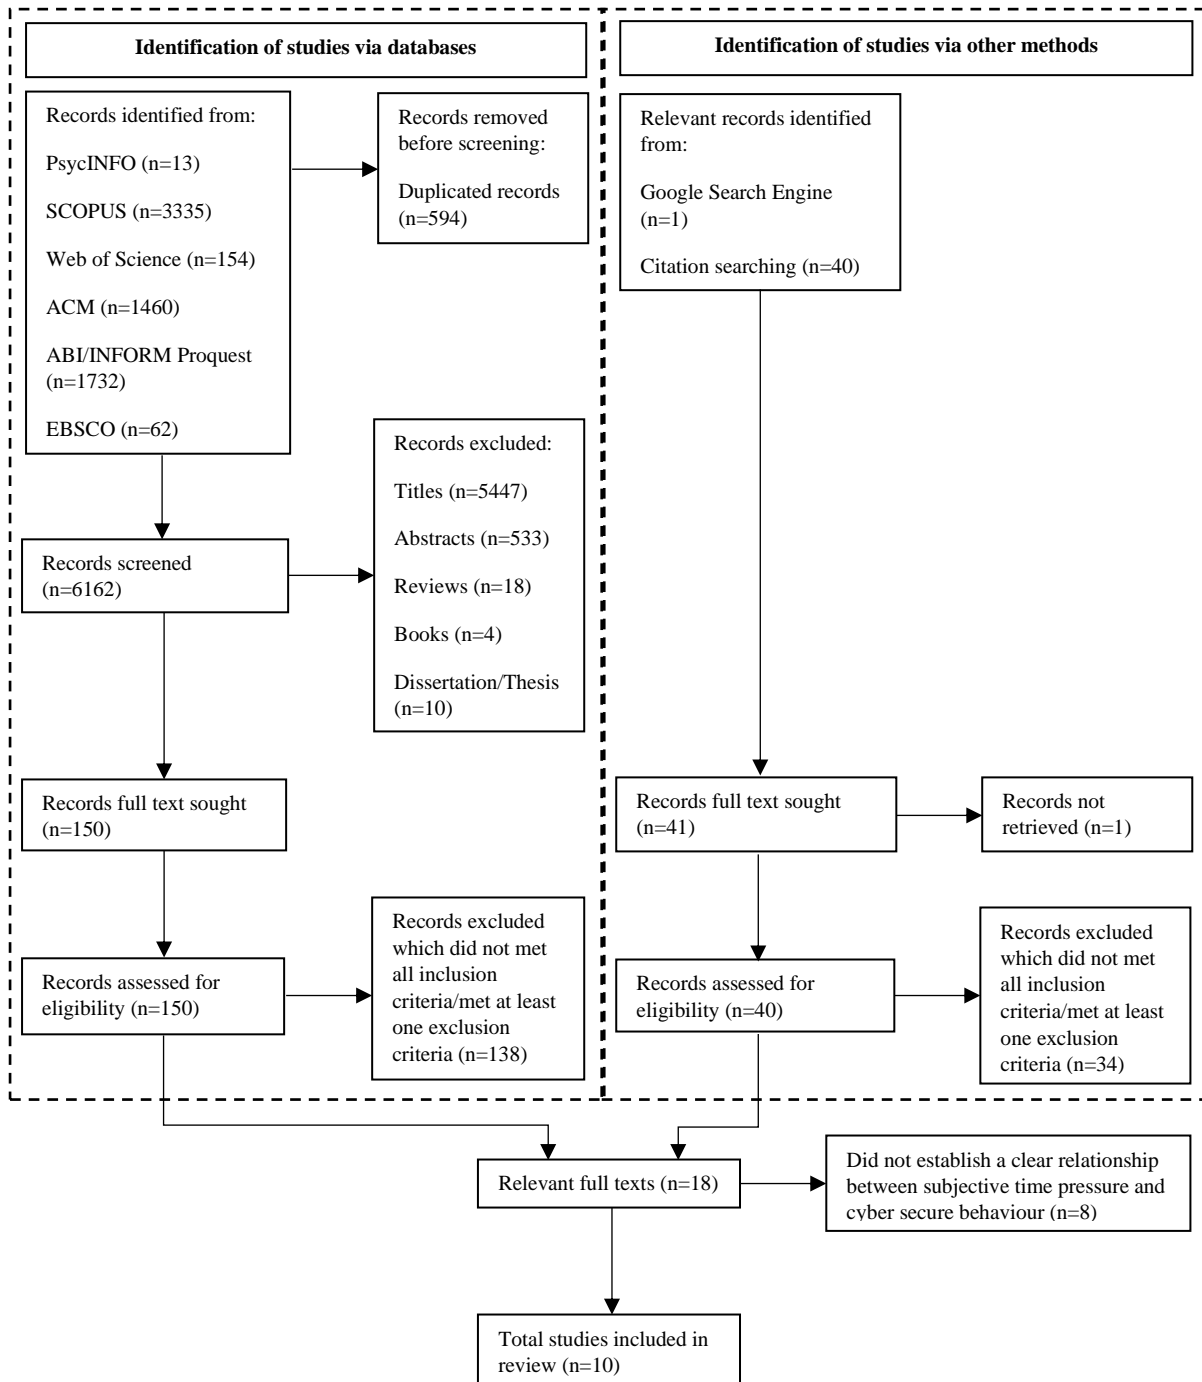 Identification of studies via databases
Records identified from:
PsycINFO (n=13)
SCOPUS (n=3335)
Web of Science (n=154)
ACM (n=1460)
ABI/INFORM Proquest
(n=1732)
EBSCO (n=62)
Records removed
before screening:
Duplicated records
(n=594)
Records screened
(n=6162)
Records excluded:
Titles (n=5447)
Abstracts (n=533)
Reviews (n=18)
Books (n=4)
Dissertation/Thesis
(n=10)
Records full text sought
(n=150)
Records assessed for
eligibility (n=150)
Records excluded
which did not met
all inclusion
criteria/met at least
one exclusion
criteria (n=138)
Identification of studies via other methods
Relevant records identified
from:
Google Search Engine
(n=1)
Citation searching (n=40)
Records full text sought
(n=41)
Records not
retrieved (n=1)
Records assessed for
eligibility (n=40)
Records excluded
which did not met
all inclusion
criteria/met at least
one exclusion
criteria (n=34)
Relevant full texts (n=18)
Did not establish a clear relationship
between subjective time pressure and
cyber secure behaviour (n=8)
Total studies included in
review (n=10)